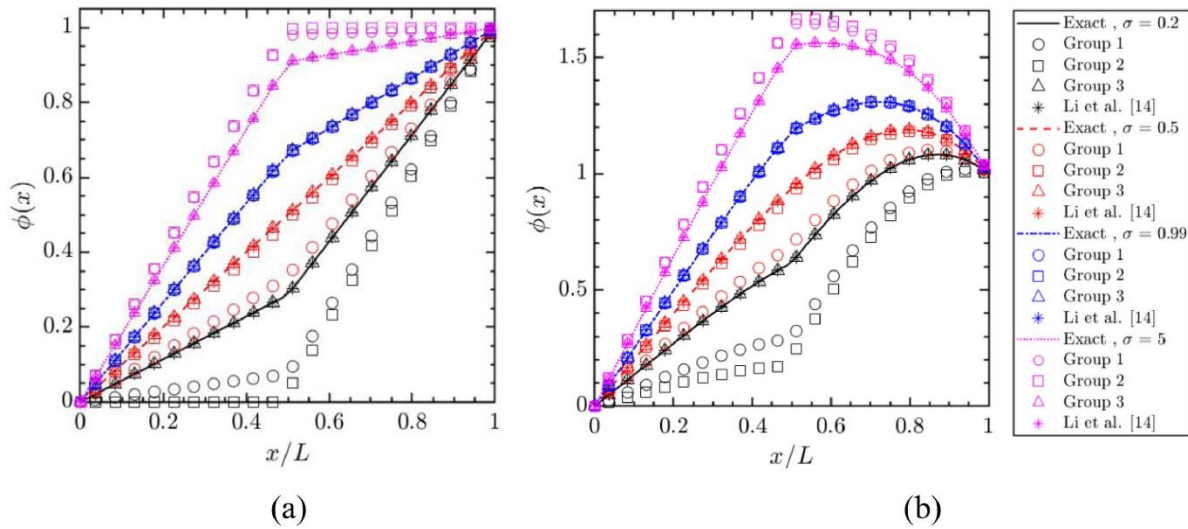 1
0.8
0.6
0.4
0.2
0
ϕ(x)
0 0.2 0.4 0.6 0.8 1
x/L
(a)
1.5
1
0.5
0
ϕ(x)
0 0.2 0.4 0.6 0.8 1
x/L
(b)
Exact , σ = 0.2
Group 1
Group 2
Group 3
Li et al. [14]
Exact , σ = 0.5
Group 1
Group 2
Group 3
Li et al. [14]
Exact , σ = 0.99
Group 1
Group 2
Group 3
Li et al. [14]
Exact , σ = 5
Group 1
Group 2
Group 3
Li et al. [14]